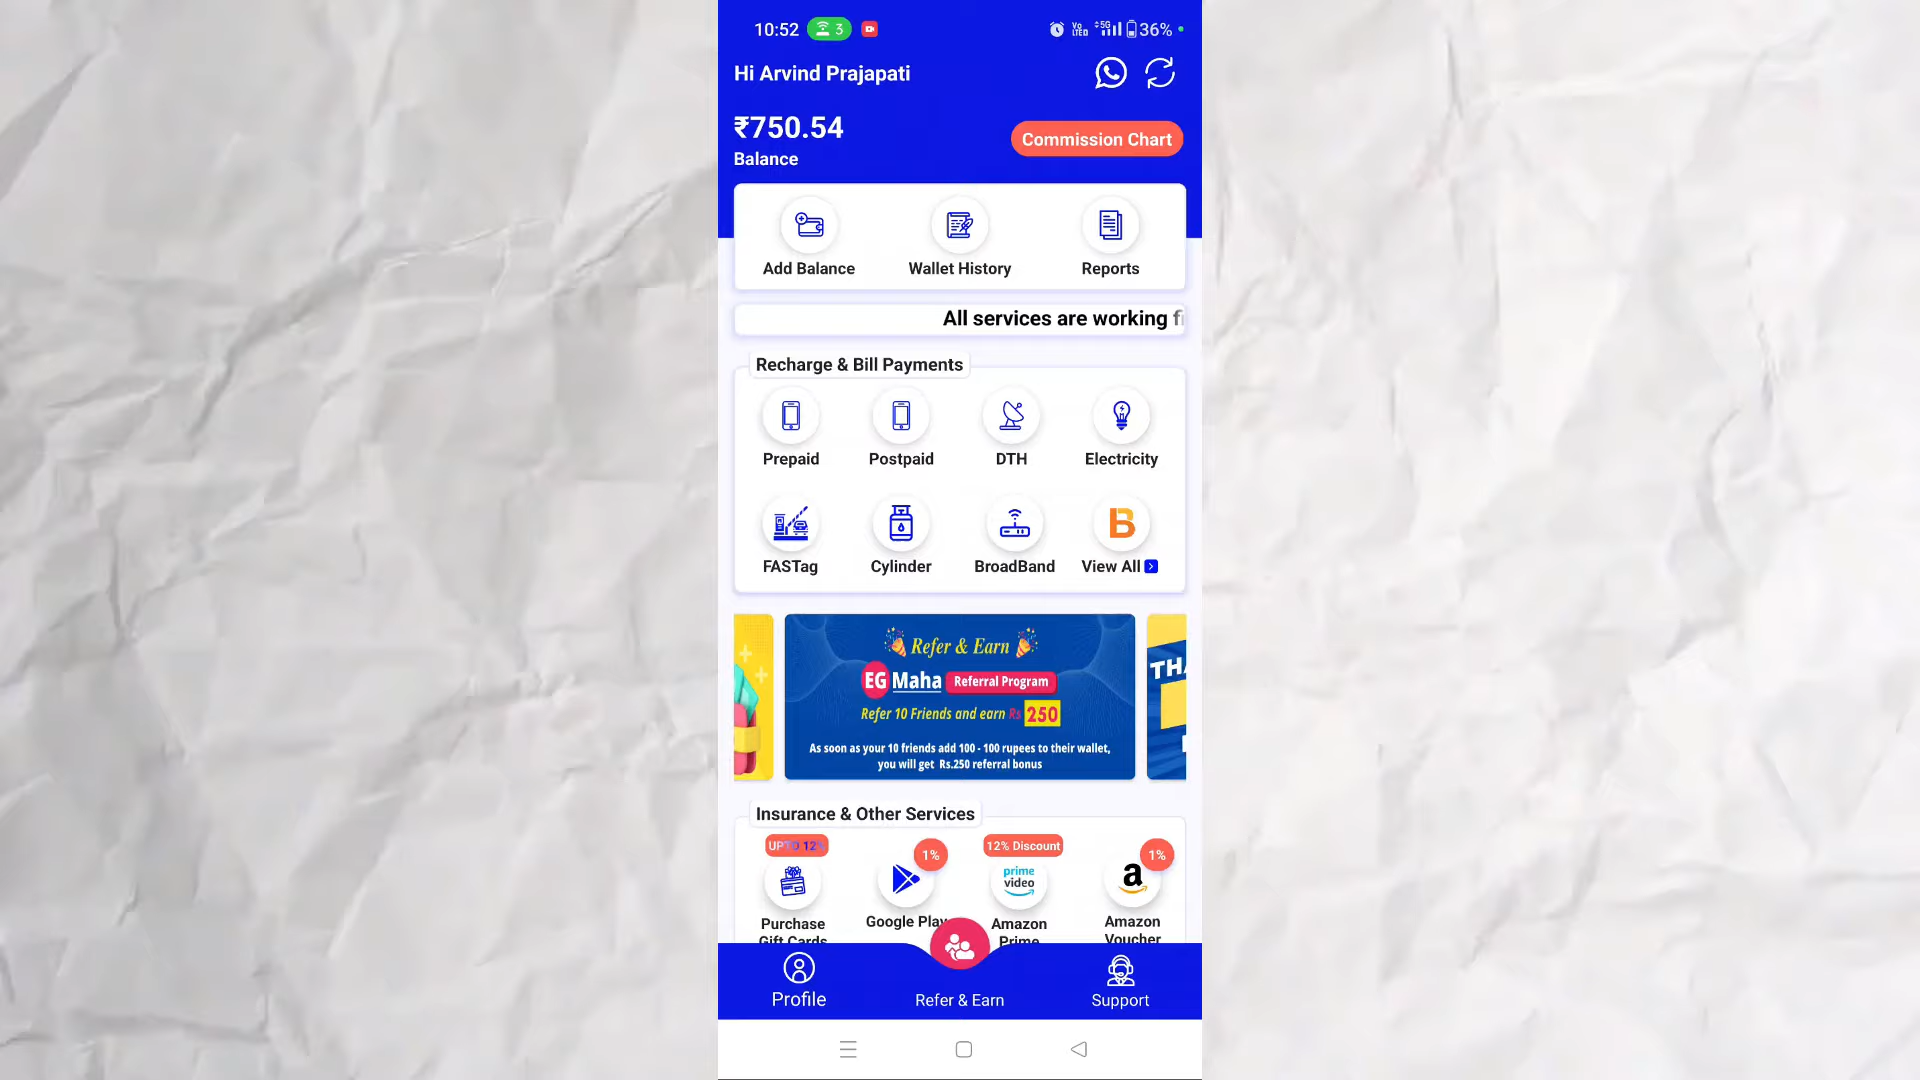 10:52 3 5G 36%
Hi Arvind Prajapati
₹750.54
Balance
Commission Chart
Add Balance Wallet History Reports
All services are working
Recharge & Bill Payments
Prepaid Postpaid DTH Electricity
FASTag Cylinder BroadBand View All
Refer & Earn
EG Maha Referral Program
Refer 10 Friends and earn Rs 250
As soon as your 10 friends add 100 - 100 rupees to their wallet,
you will get Rs.250 referral bonus
Insurance & Other Services
UPTO 12% 1% 12% Discount 1%
prime
video
Purchase Google Play Amazon Amazon
Gift Cards Prime Voucher
Profile Refer & Earn Support